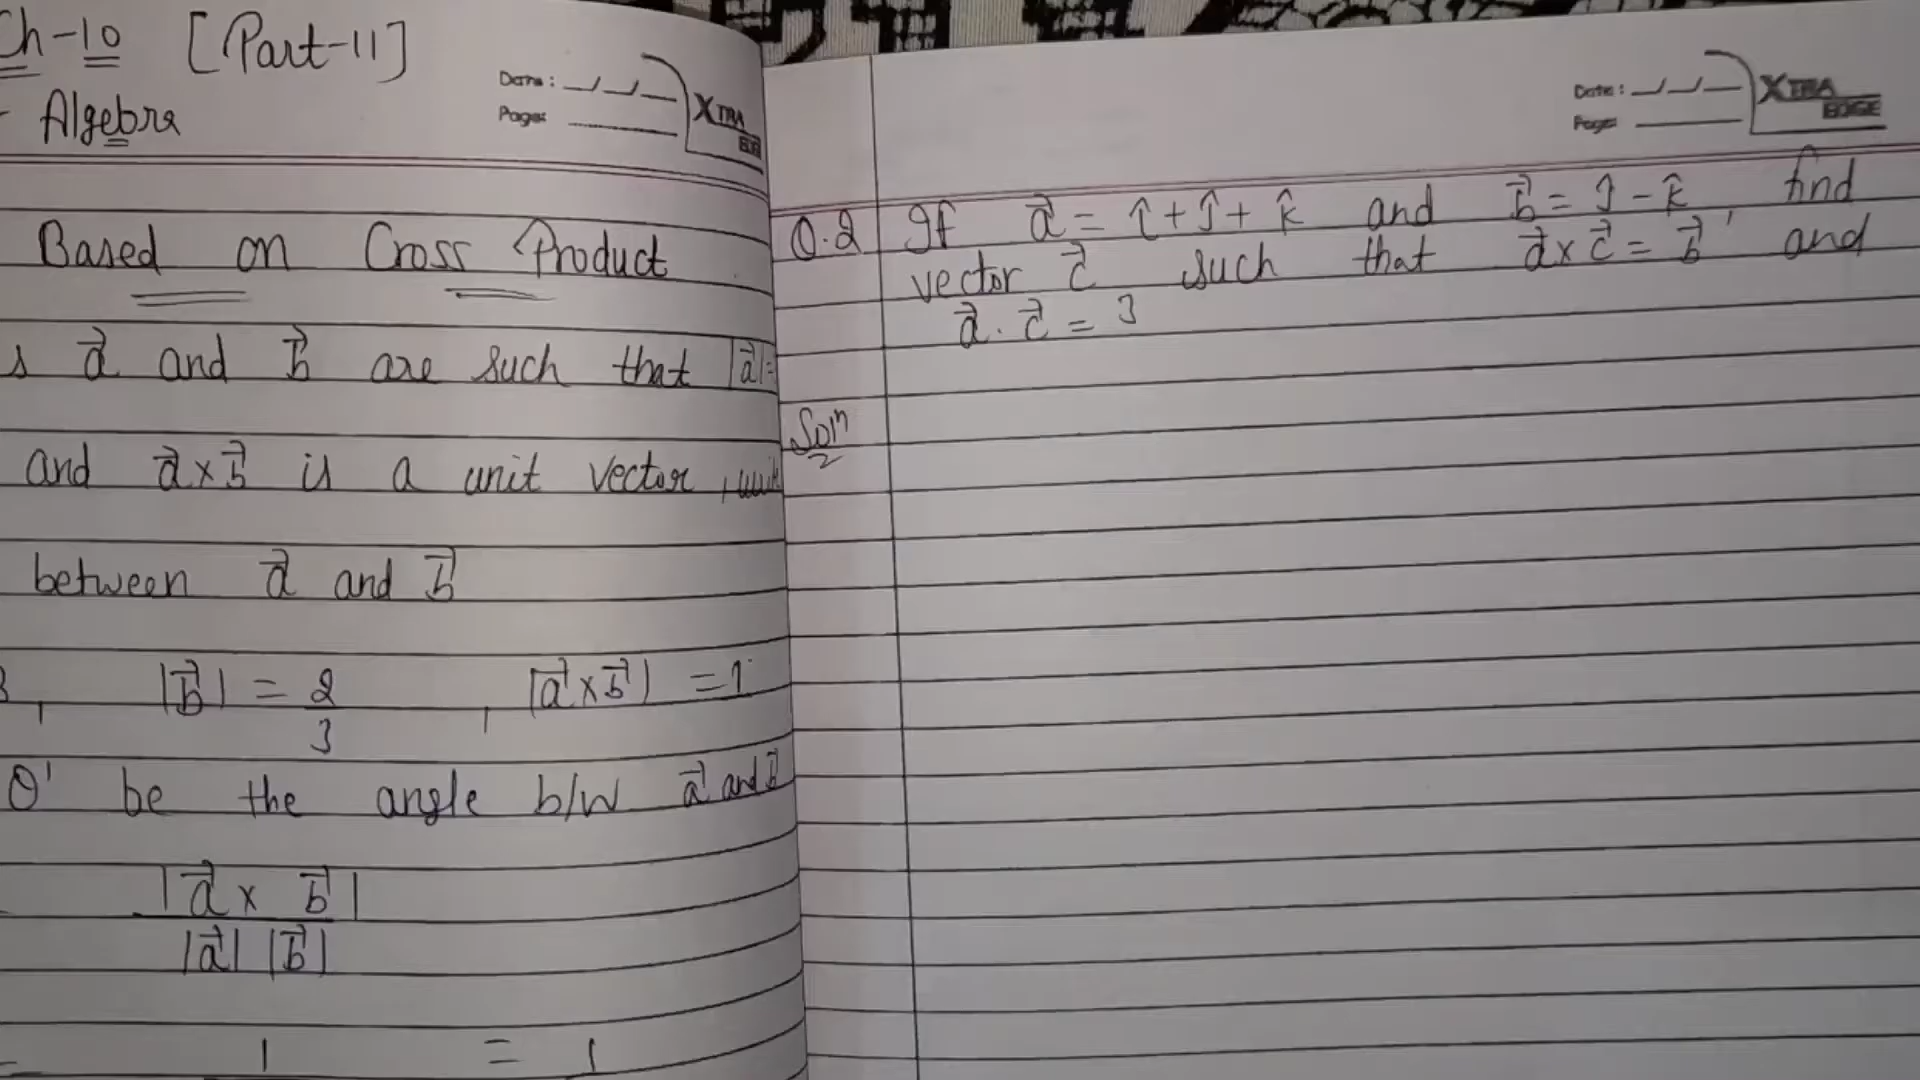 Ch-10 [Part-11]
- Algebra
Date:
Page:
XTRA
EDGE
Based on Cross Product
s a⃗ and b⃗ are such that |a⃗|=
and a⃗×b⃗ is a unit vector,
between a⃗ and b⃗
3, |b⃗| = 2/3, |a⃗×b⃗| = 1
θ' be the angle b/w a⃗ and b⃗
|a⃗ × b⃗|
|a⃗| |b⃗|
= 1 = 1
Date:
Page:
XTRA
EDGE
Q.2 If a⃗ = î+ĵ+k̂ and b⃗ = ĵ-k̂, find
vector c⃗ such that a⃗×c⃗ = b⃗ and
a⃗.c⃗ = 3
Soln
2